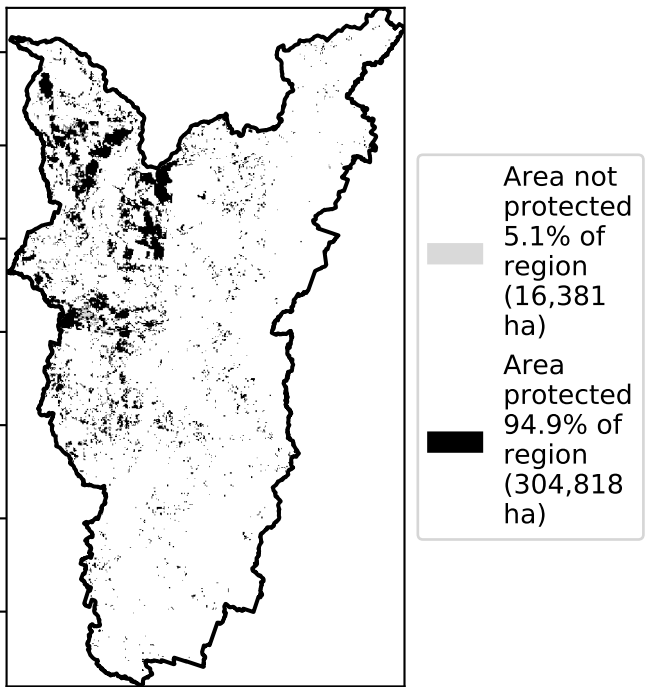 Area not
protected
5.1% of
region
(16,381
ha)
Area
protected
94.9% of
region
(304,818
ha)